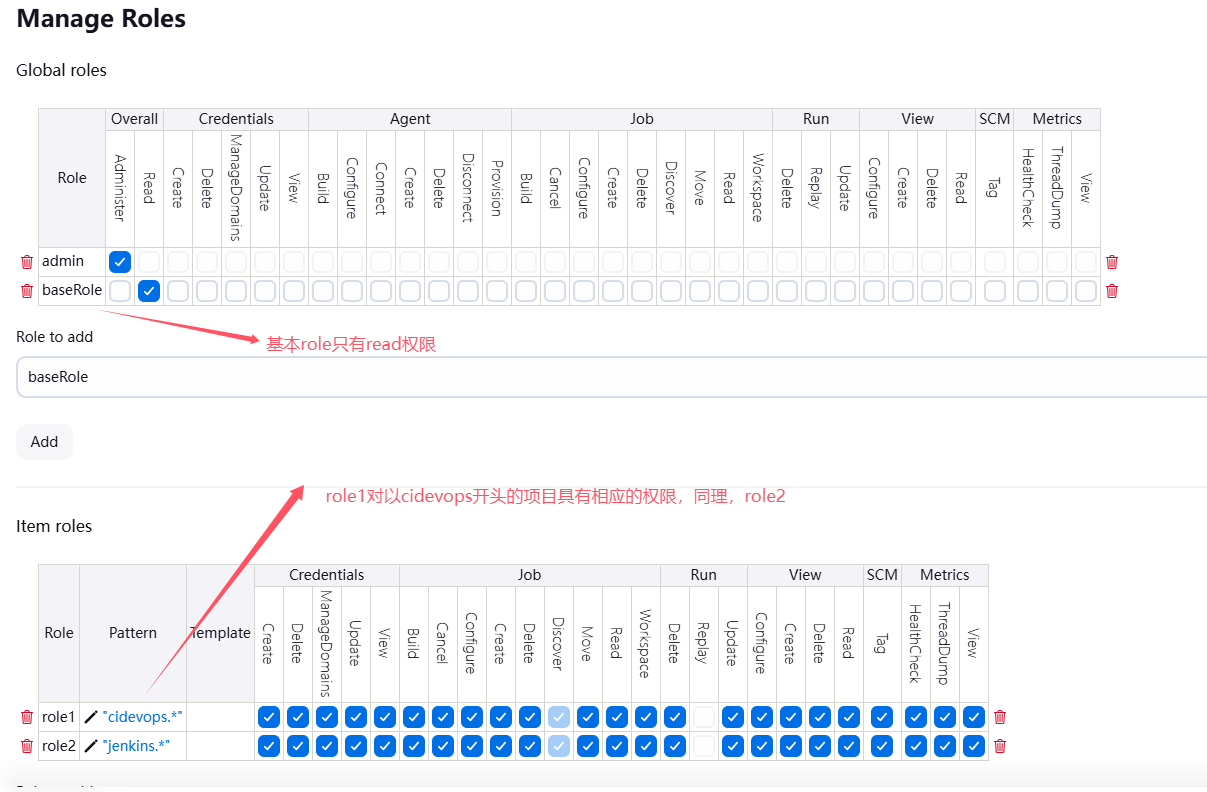 Manage Roles
Global roles
Role Overall Credentials Agent Job Run View SCM Metrics
Administer Read Create Delete ManageDomains Update View Build Configure Connect Create Delete Disconnect Provision Build Cancel Configure Create Delete Discover Move Read Workspace Delete Replay Update Configure Create Delete Read Tag HealthCheck ThreadDump View
admin
baseRole
Role to add
基本role只有read权限
baseRole
Add
role1对以cidevops开头的项目具有相应的权限，同理，role2
Item roles
Role Pattern Template Credentials Job Run View SCM Metrics
Create Delete ManageDomains Update View Build Cancel Configure Create Delete Discover Move Read Workspace Delete Replay Update Configure Create Delete Read Tag HealthCheck ThreadDump View
role1 "cidevops.*"
role2 "jenkins.*"